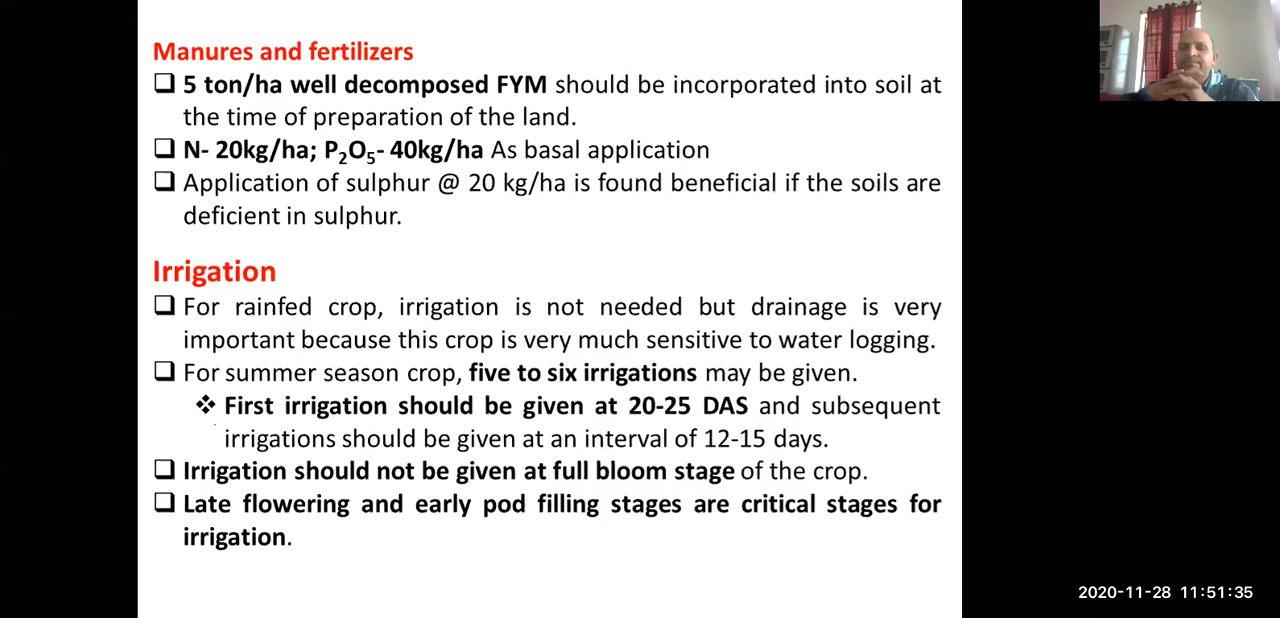 Manures and fertilizers
❑ 5 ton/ha well decomposed FYM should be incorporated into soil at
the time of preparation of the land.
❑ N- 20kg/ha; P₂O₅- 40kg/ha As basal application
❑ Application of sulphur @ 20 kg/ha is found beneficial if the soils are
deficient in sulphur.
Irrigation
❑ For rainfed crop, irrigation is not needed but drainage is very
important because this crop is very much sensitive to water logging.
❑ For summer season crop, five to six irrigations may be given.
❖ First irrigation should be given at 20-25 DAS and subsequent
irrigations should be given at an interval of 12-15 days.
❑ Irrigation should not be given at full bloom stage of the crop.
❑ Late flowering and early pod filling stages are critical stages for
irrigation.
2020-11-28 11:51:35